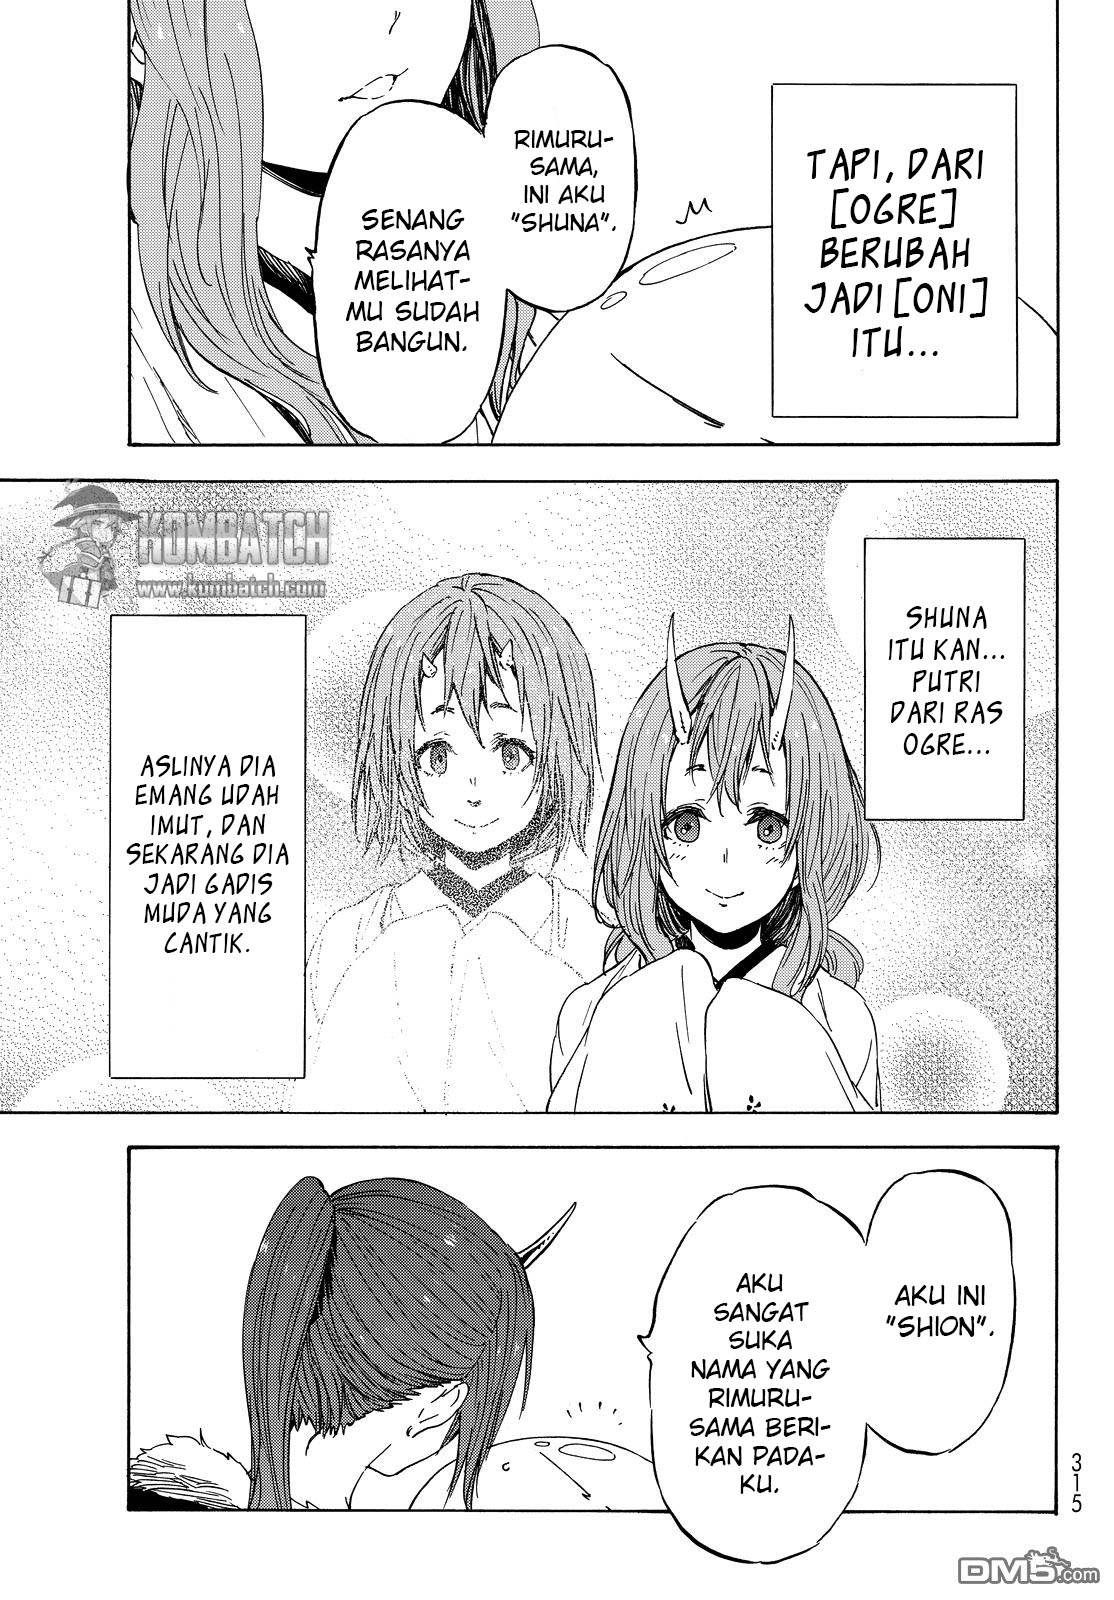 TAPI, DARI
[OGRE]
BERUBAH
JADI [ONI]
ITU...
RIMURU-
SAMA,
INI AKU
"SHUNA".
SENANG
RASANYA
MELIHAT-
MU SUDAH
BANGUN.
KOMBATCH
www.kombatch.com
SHUNA
ITU KAN...
PUTRI
DARI RAS
OGRE...
ASLINYA DIA
EMANG UDAH
IMUT, DAN
SEKARANG DIA
JADI GADIS
MUDA YANG
CANTIK.
AKU INI
"SHION".
AKU
SANGAT
SUKA
NAMA YANG
RIMURU-
SAMA BERI-
KAN PADA-
KU.
315
DM5.com